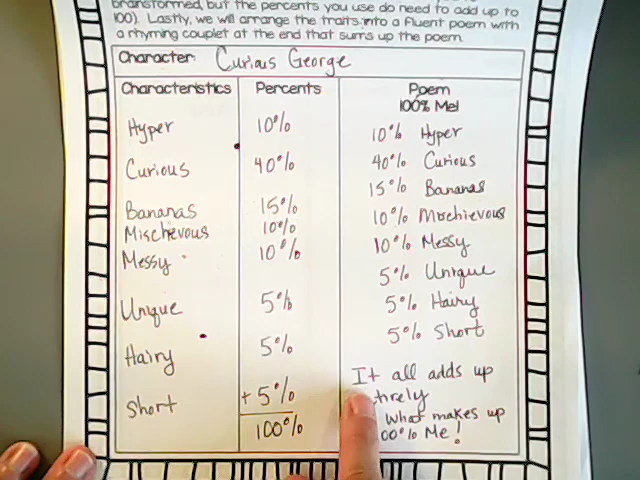 brainstormed, but the percents you use do need to add up to
100). Lastly, we will arrange the traits into a fluent poem with
a rhyming couplet at the end that sums up the poem.
Character: Curious George
Characteristics Percents Poem
100% Me!
Hyper 10% 10% Hyper
Curious 40% 40% Curious
15% Bananas
Bananas 15% 10% Mischievous
Mischievous 10%
Messy 10% 10% Messy
5% Unique
Unique 5% 5% Hairy
5% Short
Hairy 5%
It all adds up
Short + 5% tirely
what makes up
100% 00% Me!